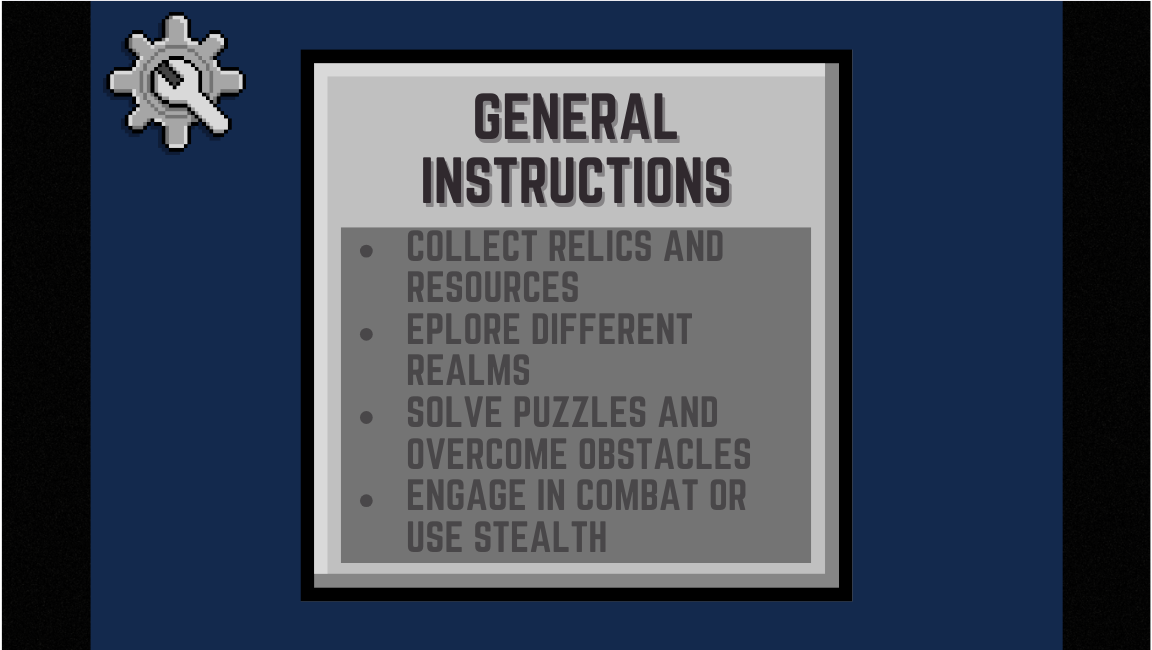 GENERAL
INSTRUCTIONS
• COLLECT RELICS AND
RESOURCES
• EPLORE DIFFERENT
REALMS
• SOLVE PUZZLES AND
OVERCOME OBSTACLES
• ENGAGE IN COMBAT OR
USE STEALTH